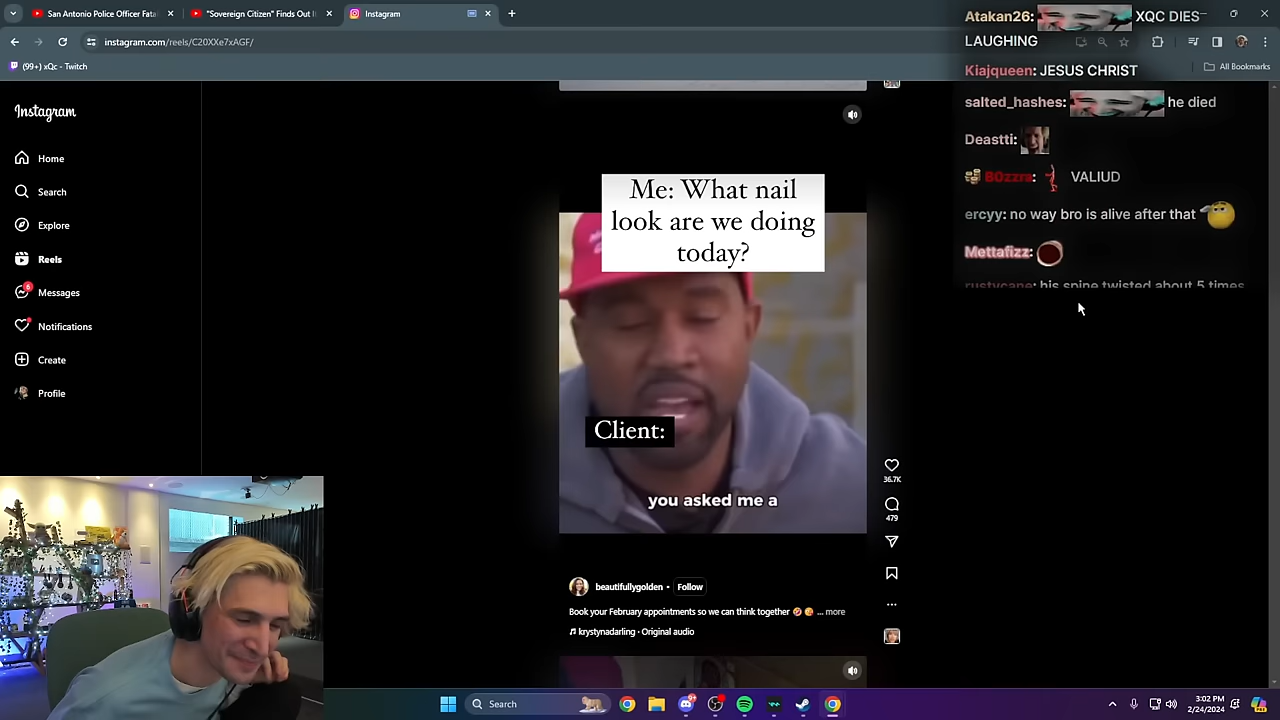 San Antonio Police Officer Fata
"Sovereign Citizen" Finds Out I
Instagram
instagram.com/reels/C20XXe7xAGF/
(99+) xQc - Twitch
All Bookmarks
Instagram
Home
Search
Explore
Reels
6
Messages
Notifications
Create
Profile
Me: What nail
look are we doing
today?
Client:
you asked me a
36.7K
479
beautifullygolden • Follow
Book your February appointments so we can think together 🤣 😘 ... more
krystynadarling · Original audio
Atakan26: XQC DIES
LAUGHING
Kiajqueen: JESUS CHRIST
salted_hashes: he died
Deastti:
B0zzra: VALIUD
ercyy: no way bro is alive after that
Mettafizz:
rustycane: his spine twisted about 5 times
Search
3:02 PM
2/24/2024